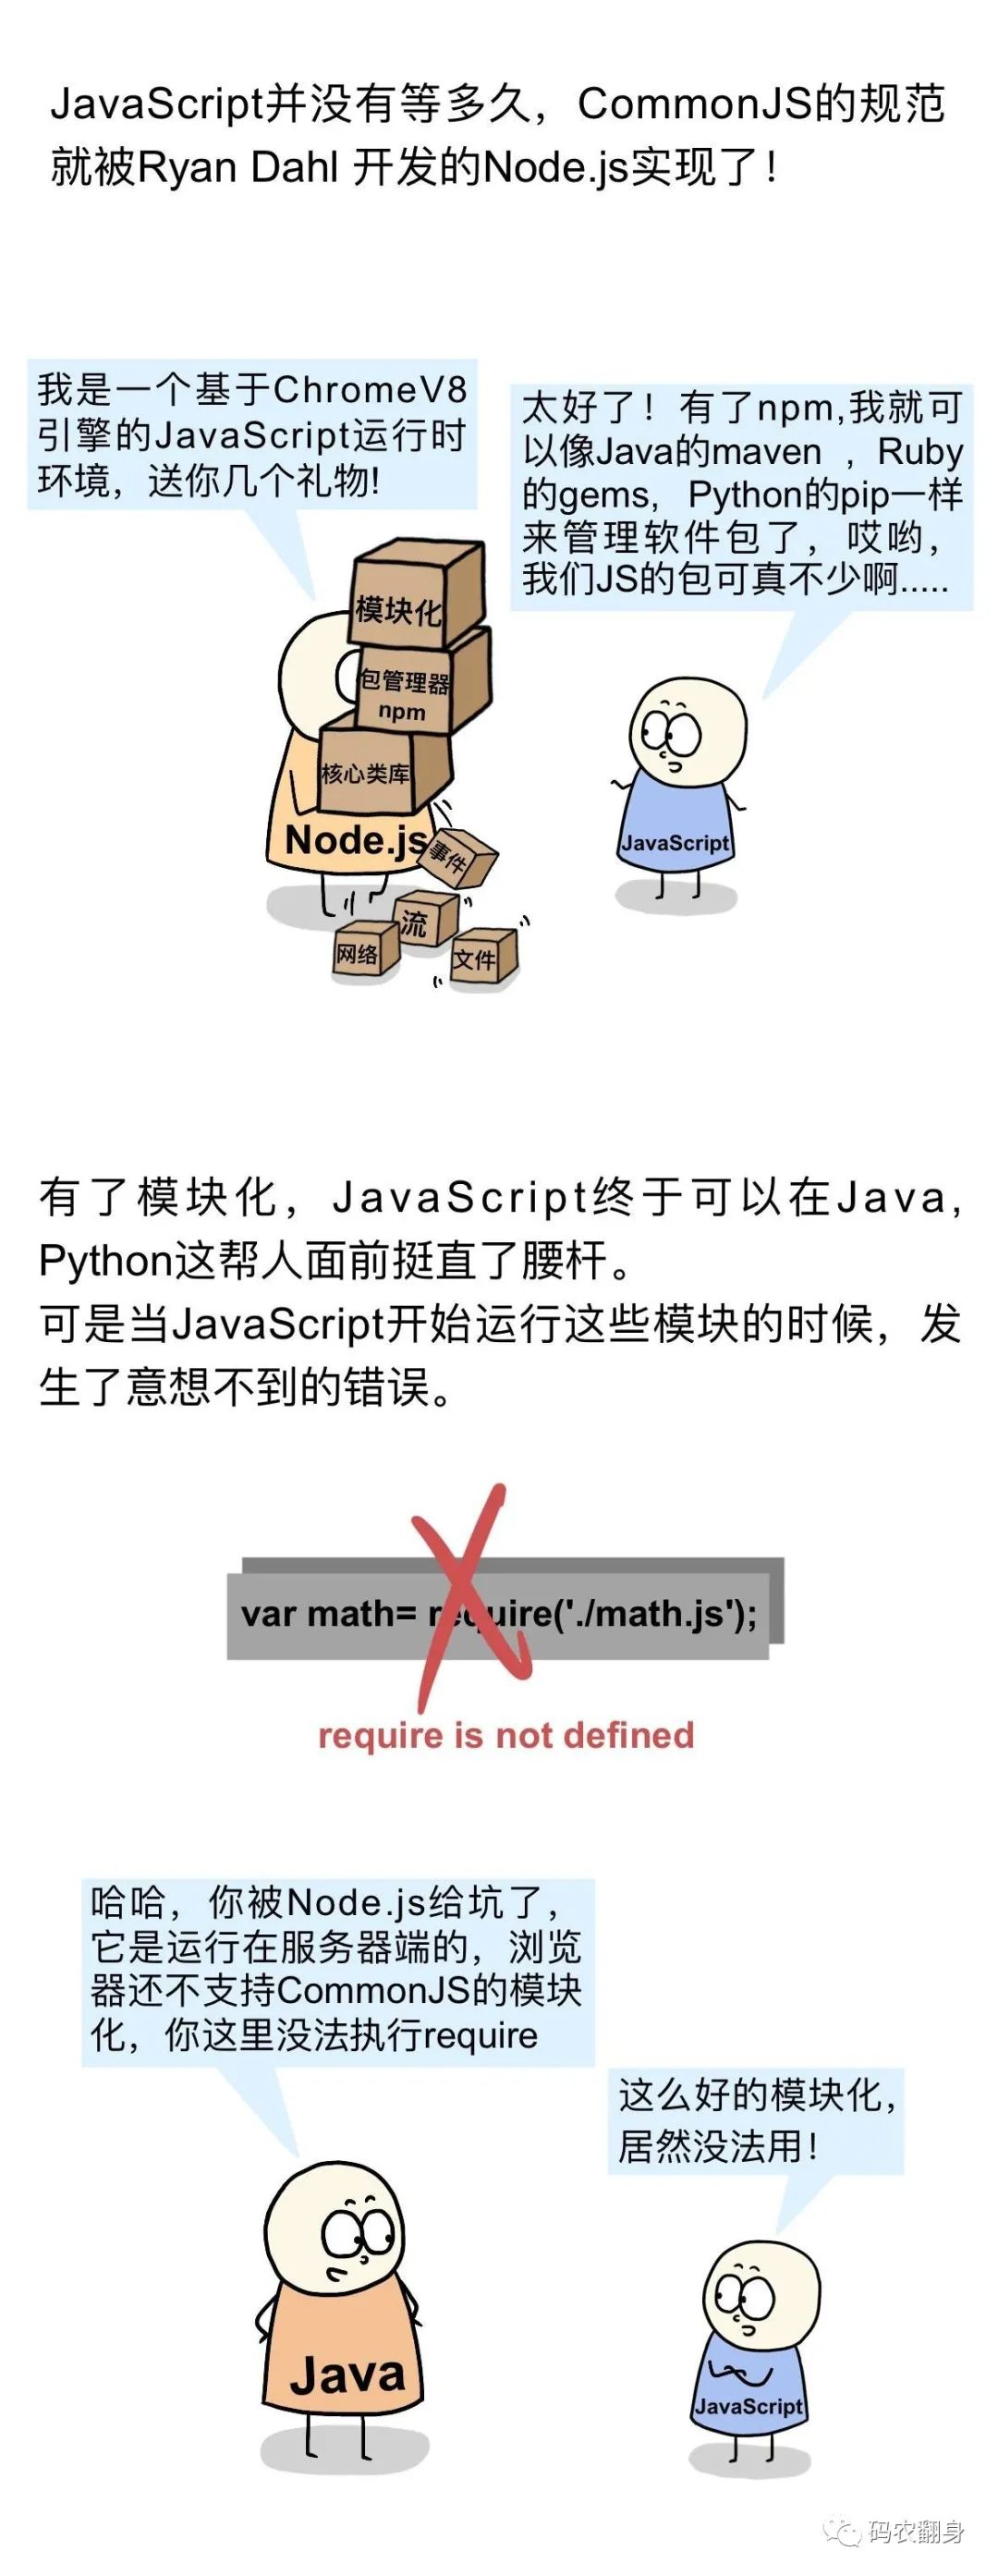 JavaScript并没有等多久，CommonJS的规范
就被Ryan Dahl 开发的Node.js实现了！
我是一个基于ChromeV8
引擎的JavaScript运行时
环境，送你几个礼物!
太好了！有了npm,我就可
以像Java的maven ，Ruby
的gems，Python的pip一样
来管理软件包了，哎哟，
我们JS的包可真不少啊.....
模块化
包管理器
npm
核心类库
Node.js
事件
流
网络
文件
JavaScript
有了模块化，JavaScript终于可以在Java,
Python这帮人面前挺直了腰杆。
可是当JavaScript开始运行这些模块的时候，发
生了意想不到的错误。
var math= require('./math.js');
require is not defined
哈哈，你被Node.js给坑了，
它是运行在服务器端的，浏览
器还不支持CommonJS的模块
化，你这里没法执行require
这么好的模块化，
居然没法用！
Java
JavaScript
码农翻身